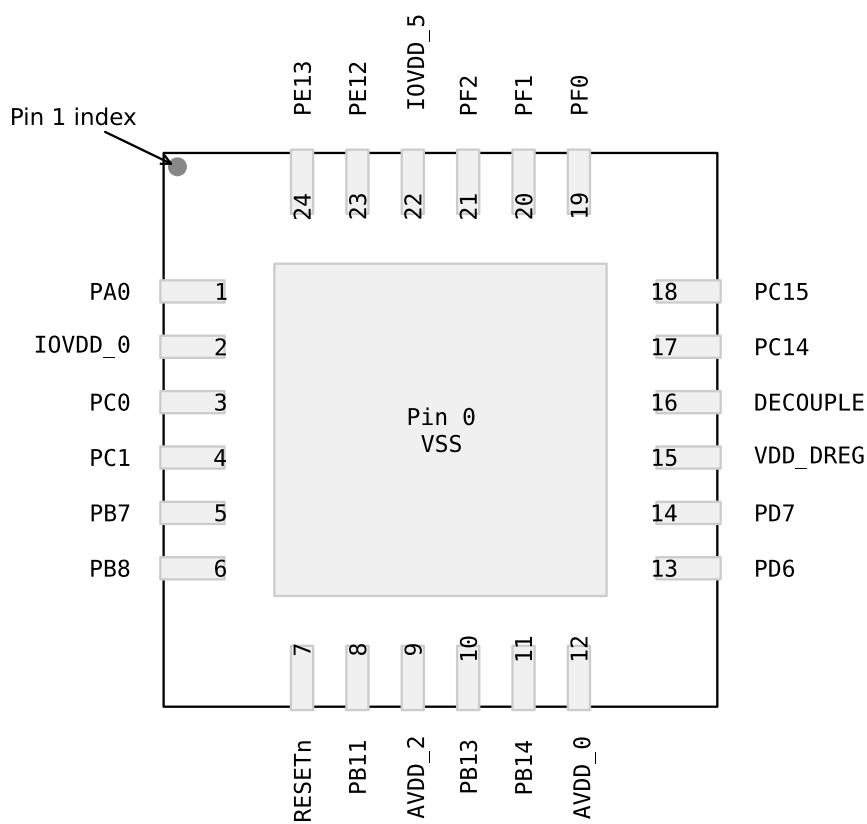 PE13
PE12
IOVDD_5
PF2
PF1
PF0
Pin 1 index
24
23
22
21
20
19
PA0 1
18 PC15
IOVDD_0 2
17 PC14
PC0 3
16 DECOUPLE
Pin 0
VSS
PC1 4
15 VDD_DREG
PB7 5
14 PD7
PB8 6
13 PD6
7
8
9
10
11
12
RESETn
PB11
AVDD_2
PB13
PB14
AVDD_0